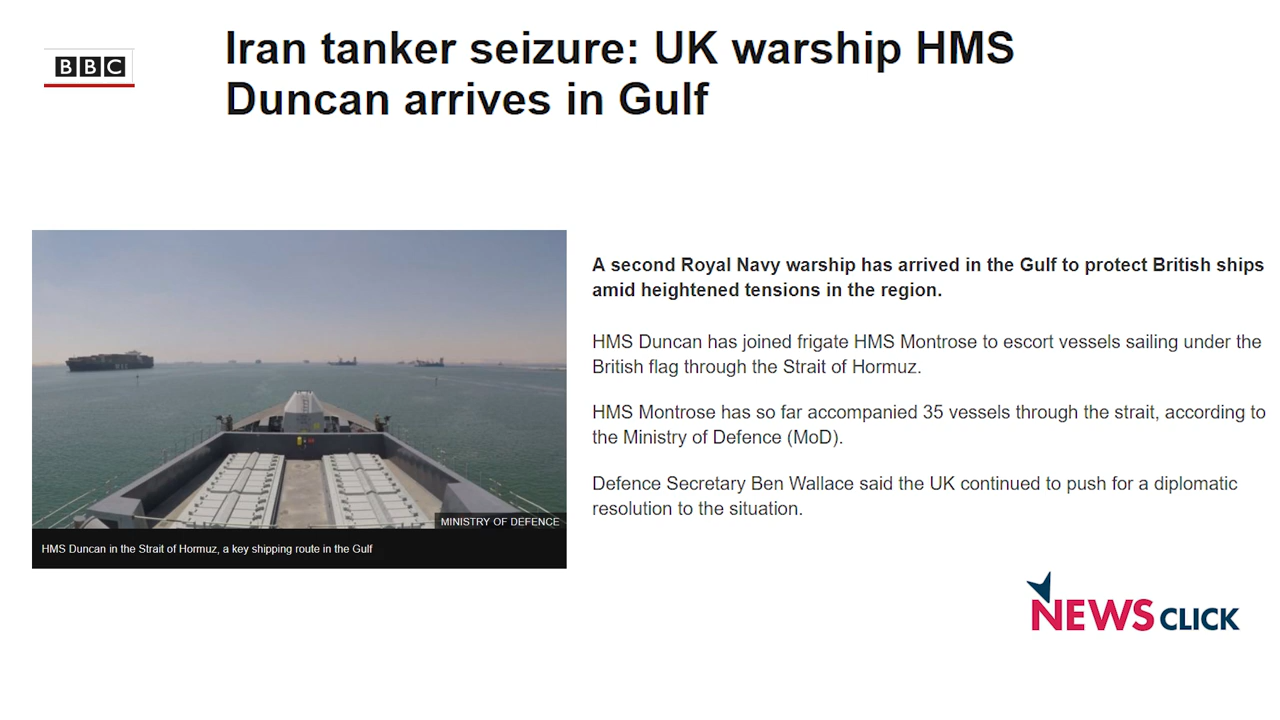 BBC
Iran tanker seizure: UK warship HMS
Duncan arrives in Gulf
MINISTRY OF DEFENCE
HMS Duncan in the Strait of Hormuz, a key shipping route in the Gulf
A second Royal Navy warship has arrived in the Gulf to protect British ships
amid heightened tensions in the region.
HMS Duncan has joined frigate HMS Montrose to escort vessels sailing under the
British flag through the Strait of Hormuz.
HMS Montrose has so far accompanied 35 vessels through the strait, according to
the Ministry of Defence (MoD).
Defence Secretary Ben Wallace said the UK continued to push for a diplomatic
resolution to the situation.
NEWSCLICK